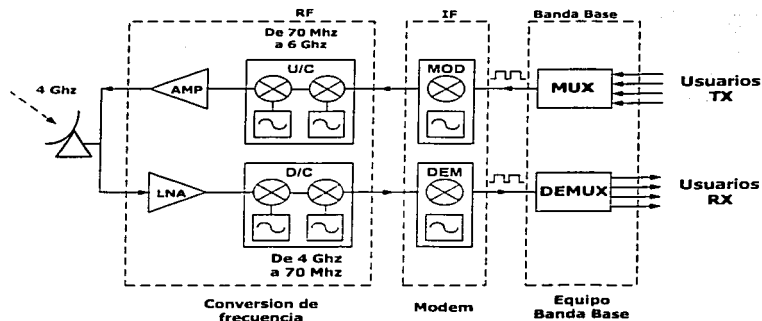 RF
IF
Banda Base
De 70 Mhz
a 6 Ghz
U/C
MOD
MUX
Usuarios
TX
AMP
4 Ghz
LNA
D/C
DEM
DEMUX
Usuarios
RX
De 4 Ghz
a 70 Mhz
Conversion de
frecuencia
Modem
Equipo
Banda Base